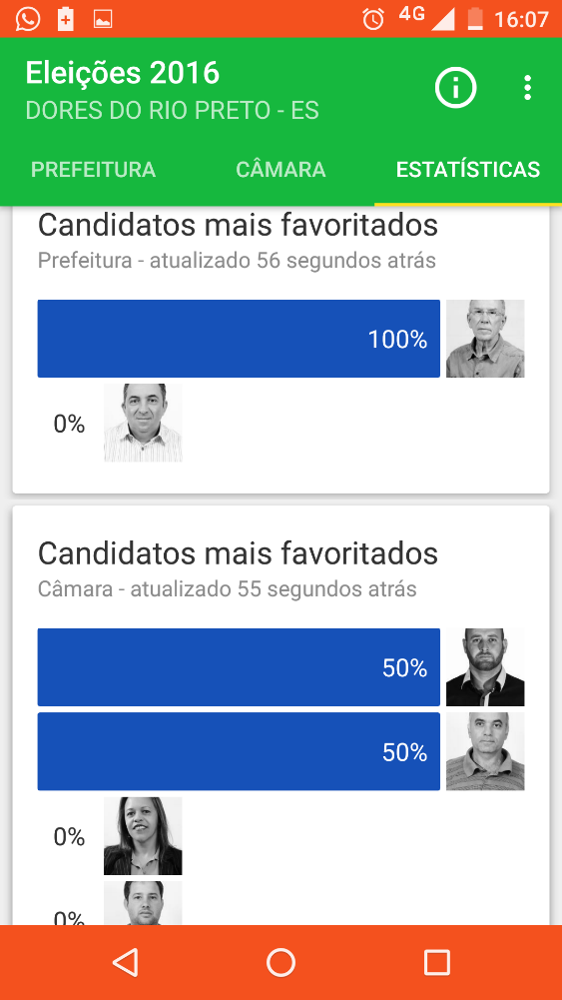 4G 16:07
Eleições 2016
DORES DO RIO PRETO - ES
PREFEITURA CÂMARA ESTATÍSTICAS
Candidatos mais favoritados
Prefeitura - atualizado 56 segundos atrás
100%
0%
Candidatos mais favoritados
Câmara - atualizado 55 segundos atrás
50%
50%
0%
0%